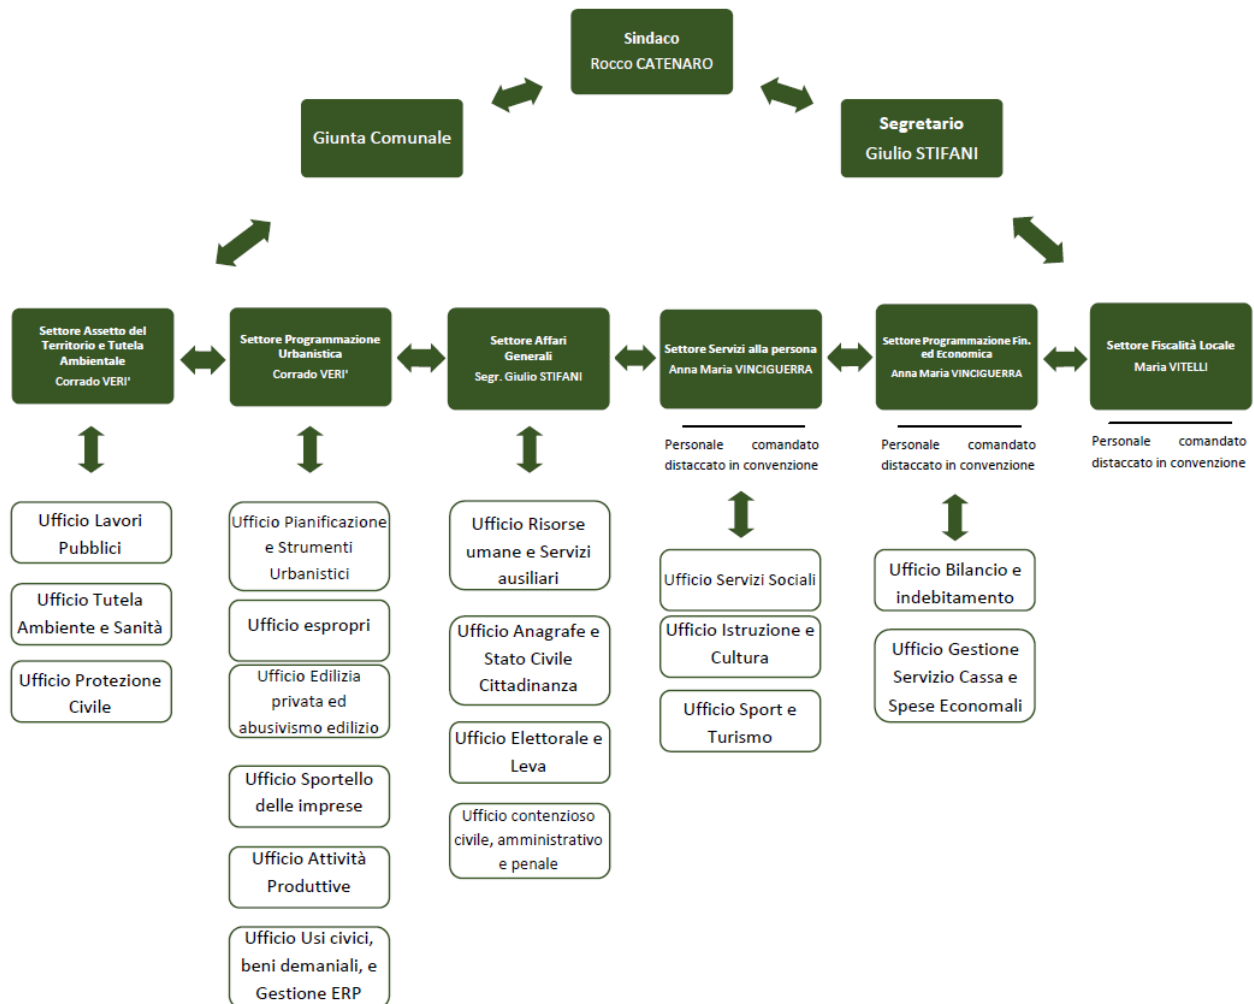 Sindaco
Rocco CATENARO
Giunta Comunale
Segretario
Giulio STIFANI
Settore Assetto del
Territorio e Tutela
Ambientale
Corrado VERI'
Settore Programmazione
Urbanistica
Corrado VERI'
Settore Affari
Generali
Segr. Giulio STIFANI
Settore Servizi alla persona
Anna Maria VINCIGUERRA
Settore Programmazione Fin.
ed Economica
Anna Maria VINCIGUERRA
Settore Fiscalità Locale
Maria VITELLI
Personale comandato
distaccato in convenzione
Personale comandato
distaccato in convenzione
Personale comandato
distaccato in convenzione
Ufficio Lavori
Pubblici
Ufficio Tutela
Ambiente e Sanità
Ufficio Protezione
Civile
Ufficio Pianificazione
e Strumenti
Urbanistici
Ufficio espropri
Ufficio Edilizia
privata ed
abusivismo edilizio
Ufficio Sportello
delle imprese
Ufficio Attività
Produttive
Ufficio Usi civici,
beni demaniali, e
Gestione ERP
Ufficio Risorse
umane e Servizi
ausiliari
Ufficio Anagrafe e
Stato Civile
Cittadinanza
Ufficio Elettorale e
Leva
Ufficio contenzioso
civile, amministrativo
e penale
Ufficio Servizi Sociali
Ufficio Istruzione e
Cultura
Ufficio Sport e
Turismo
Ufficio Bilancio e
indebitamento
Ufficio Gestione
Servizio Cassa e
Spese Economali